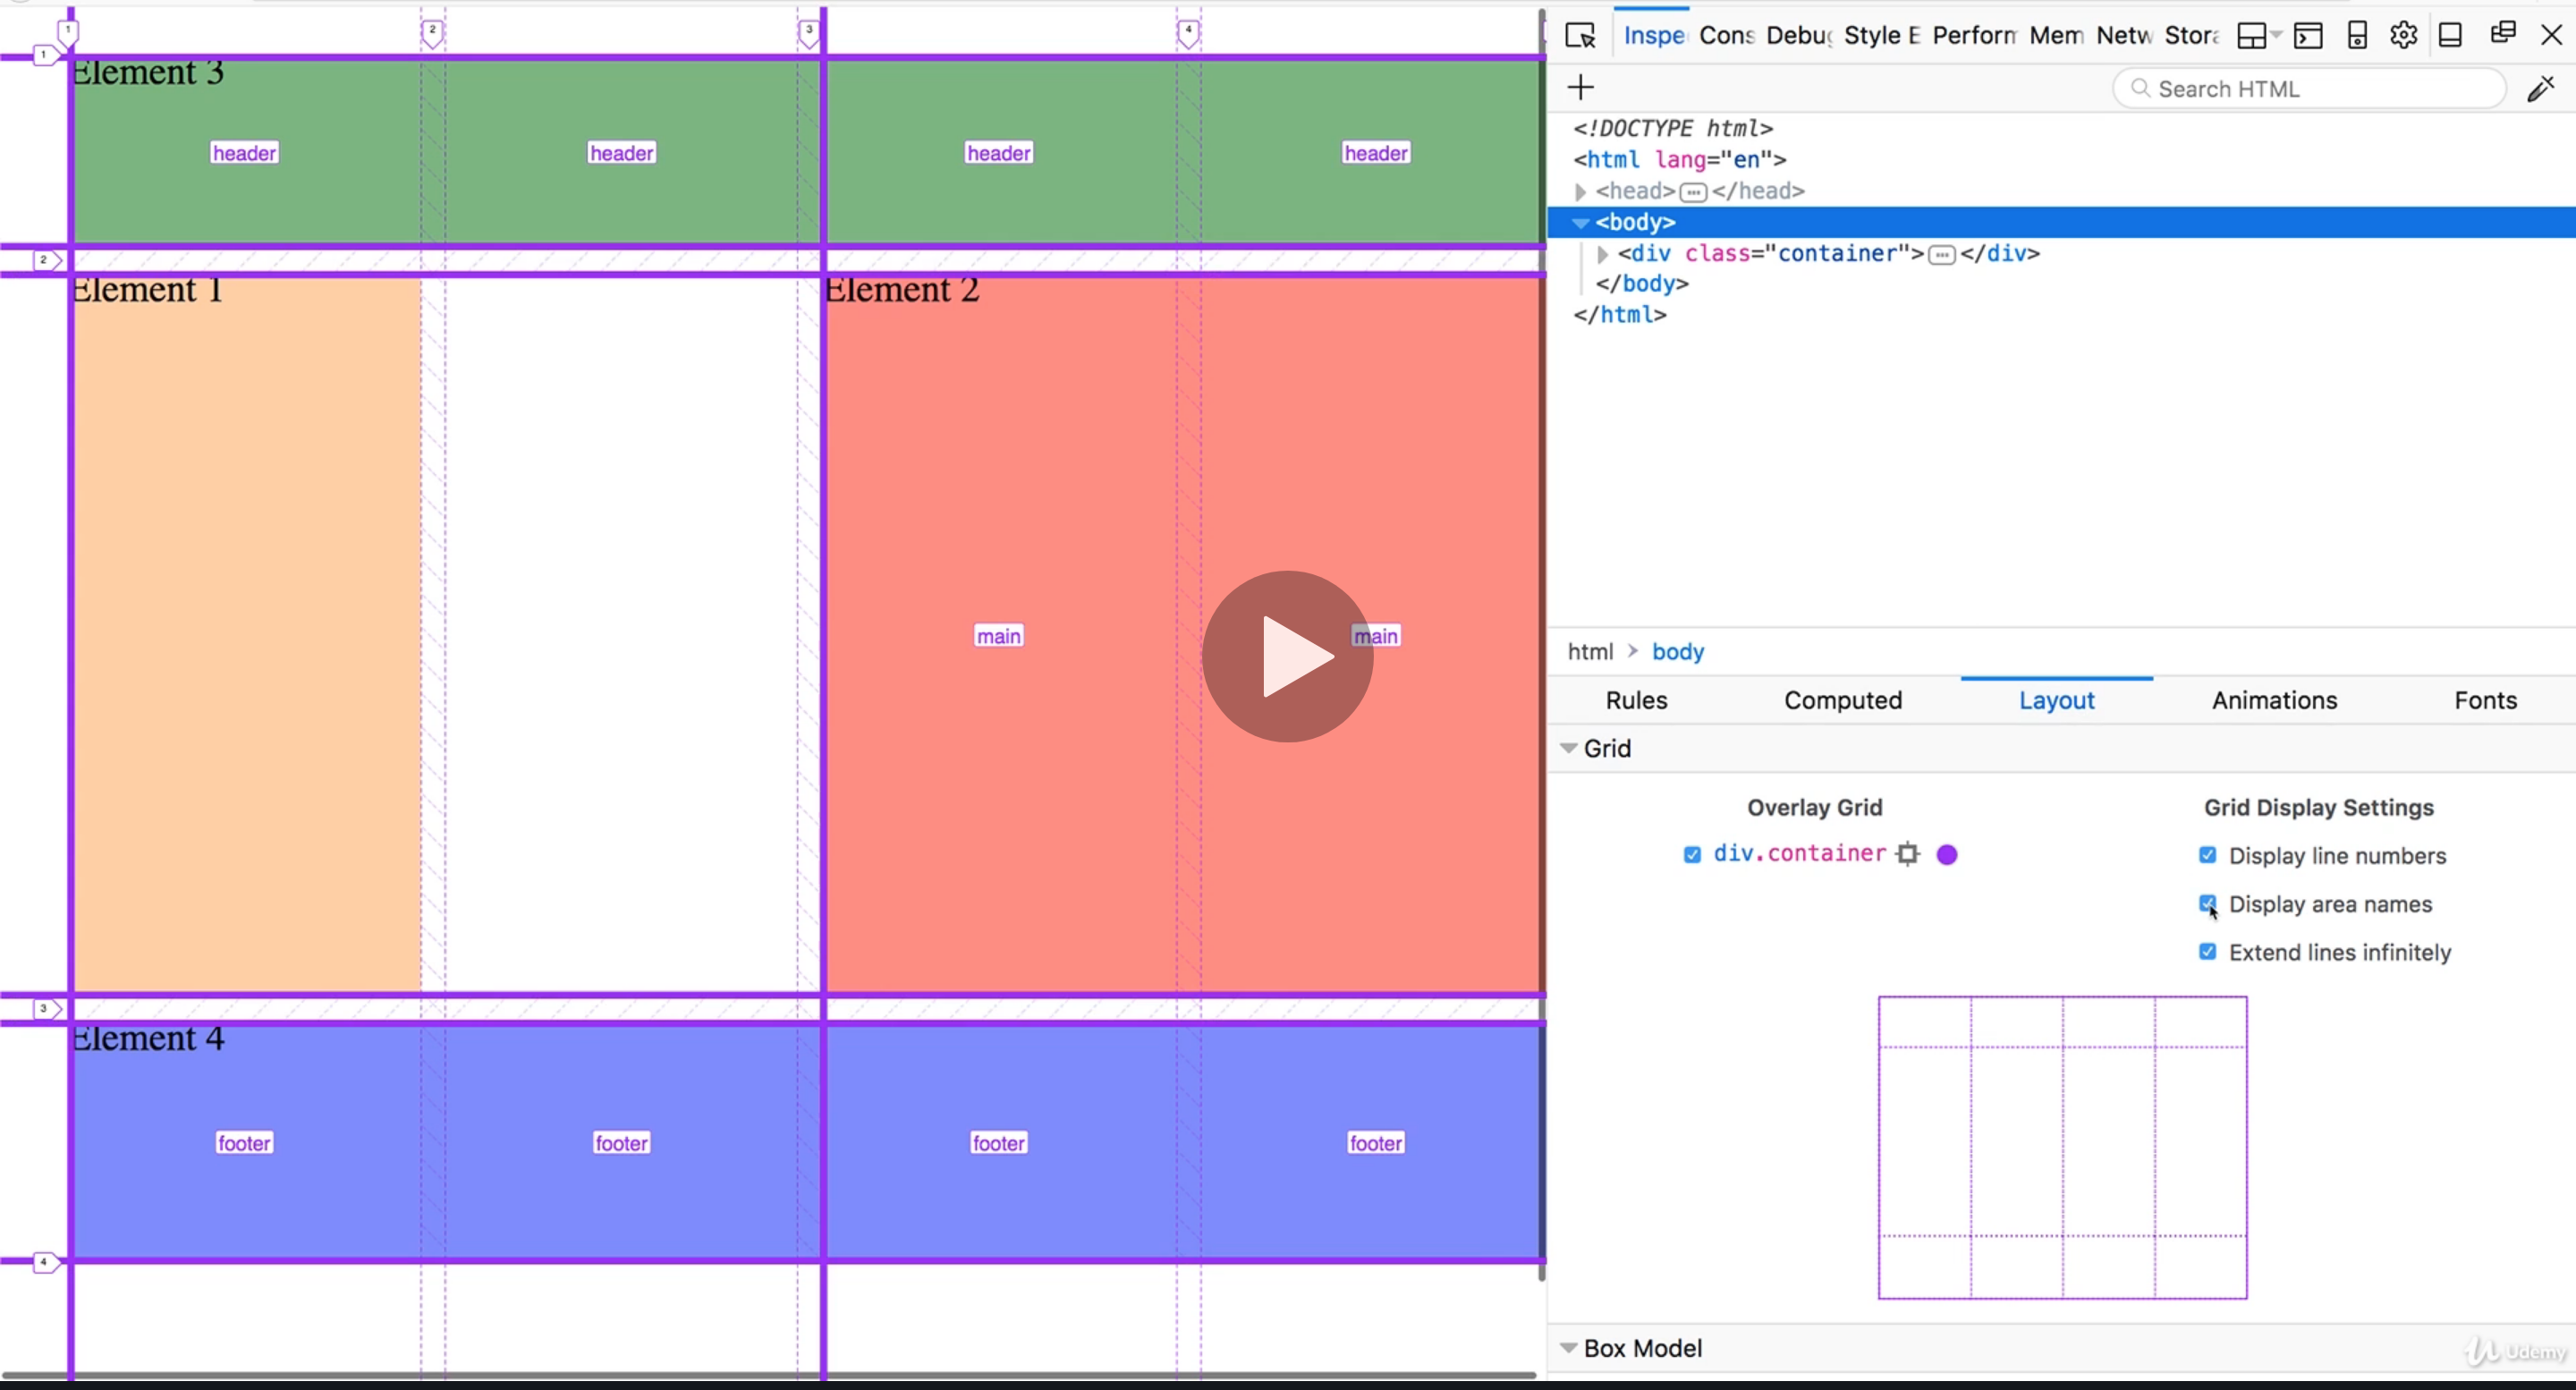 1
2
3
4
1
Element 3
header
header
header
header
2
Element 1
Element 2
main
main
3
Element 4
footer
footer
footer
footer
4
Inspe Cons Debu Style E Perform Mem Netw Stor
Search HTML
<!DOCTYPE html>
<html lang="en">
<head>…</head>
<body>
<div class="container">…</div>
</body>
</html>
html > body
Rules Computed Layout Animations Fonts
Grid
Overlay Grid
div.container
Grid Display Settings
Display line numbers
Display area names
Extend lines infinitely
Box Model
Udemy